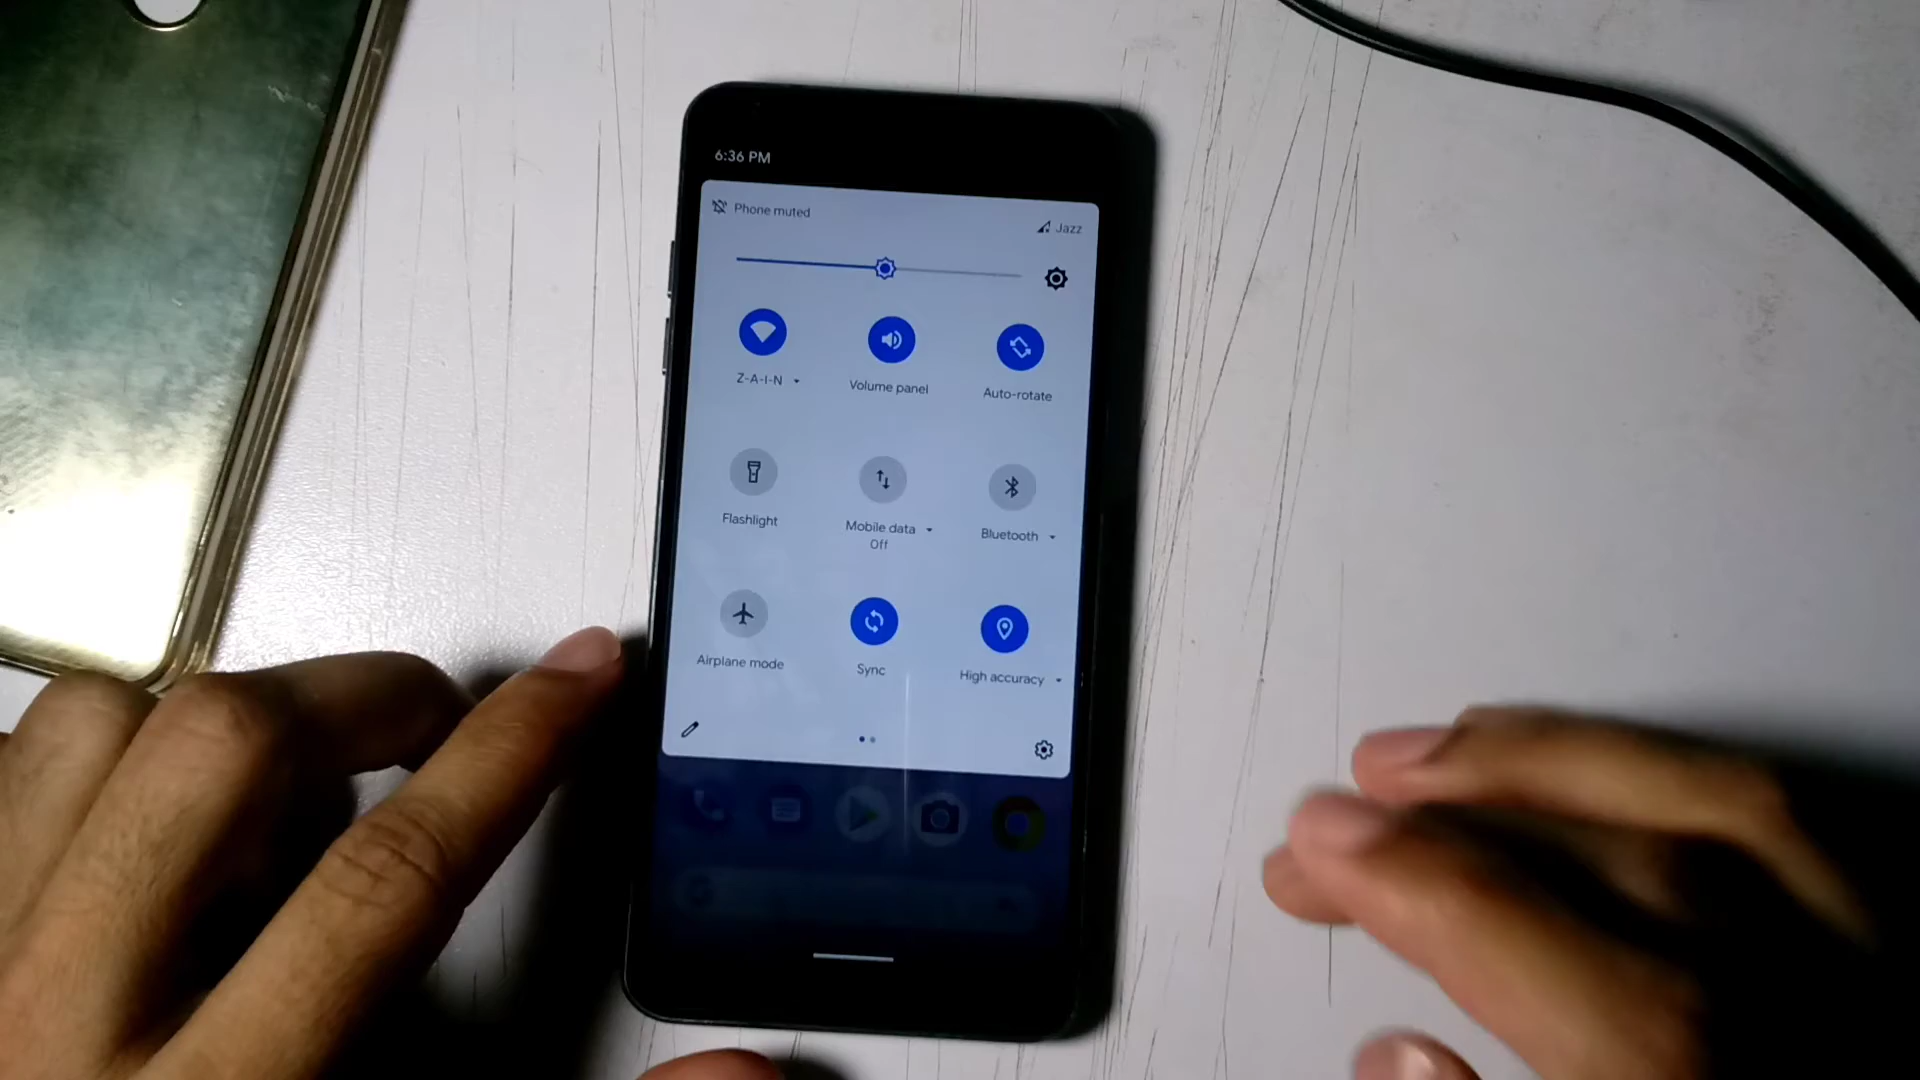 6:36 PM
Phone muted
Jazz
Z-A-I-N
Volume panel
Auto-rotate
Flashlight
Mobile data
Off
Bluetooth
Airplane mode
Sync
High accuracy